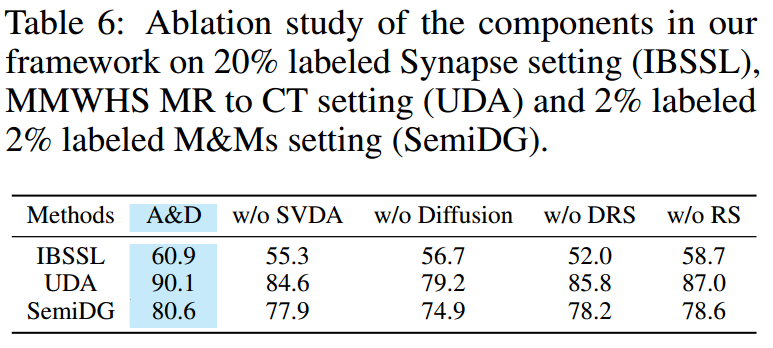 Table 6: Ablation study of the components in our
framework on 20% labeled Synapse setting (IBSSL),
MMWHS MR to CT setting (UDA) and 2% labeled
2% labeled M&Ms setting (SemiDG).
Methods A&D w/o SVDA w/o Diffusion w/o DRS w/o RS
IBSSL 60.9 55.3 56.7 52.0 58.7
UDA 90.1 84.6 79.2 85.8 87.0
SemiDG 80.6 77.9 74.9 78.2 78.6